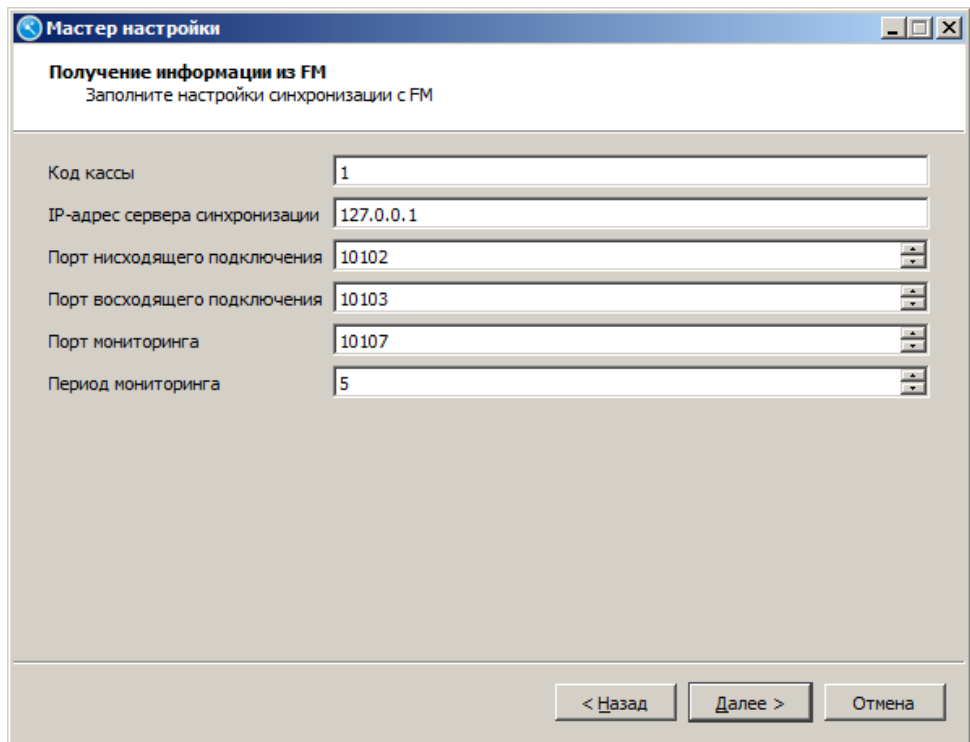 Мастер настройки
Получение информации из FM
Заполните настройки синхронизации с FM
Код кассы 1
IP-адрес сервера синхронизации 127.0.0.1
Порт нисходящего подключения 10102
Порт восходящего подключения 10103
Порт мониторинга 10107
Период мониторинга 5
< Назад Далее > Отмена